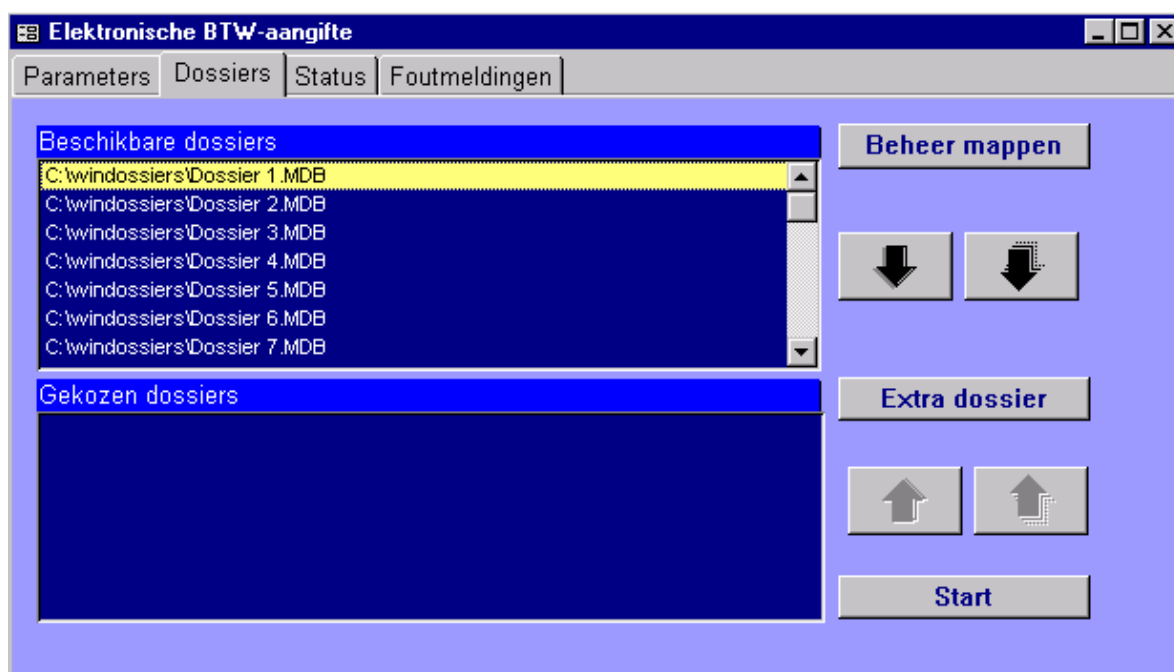 Elektronische BTW-aangifte
Parameters Dossiers Status Foutmeldingen
Beschikbare dossiers
Beheer mappen
C:\windossiers\Dossier 1.MDB
C:\windossiers\Dossier 2.MDB
C:\windossiers\Dossier 3.MDB
C:\windossiers\Dossier 4.MDB
C:\windossiers\Dossier 5.MDB
C:\windossiers\Dossier 6.MDB
C:\windossiers\Dossier 7.MDB
Gekozen dossiers
Extra dossier
Start